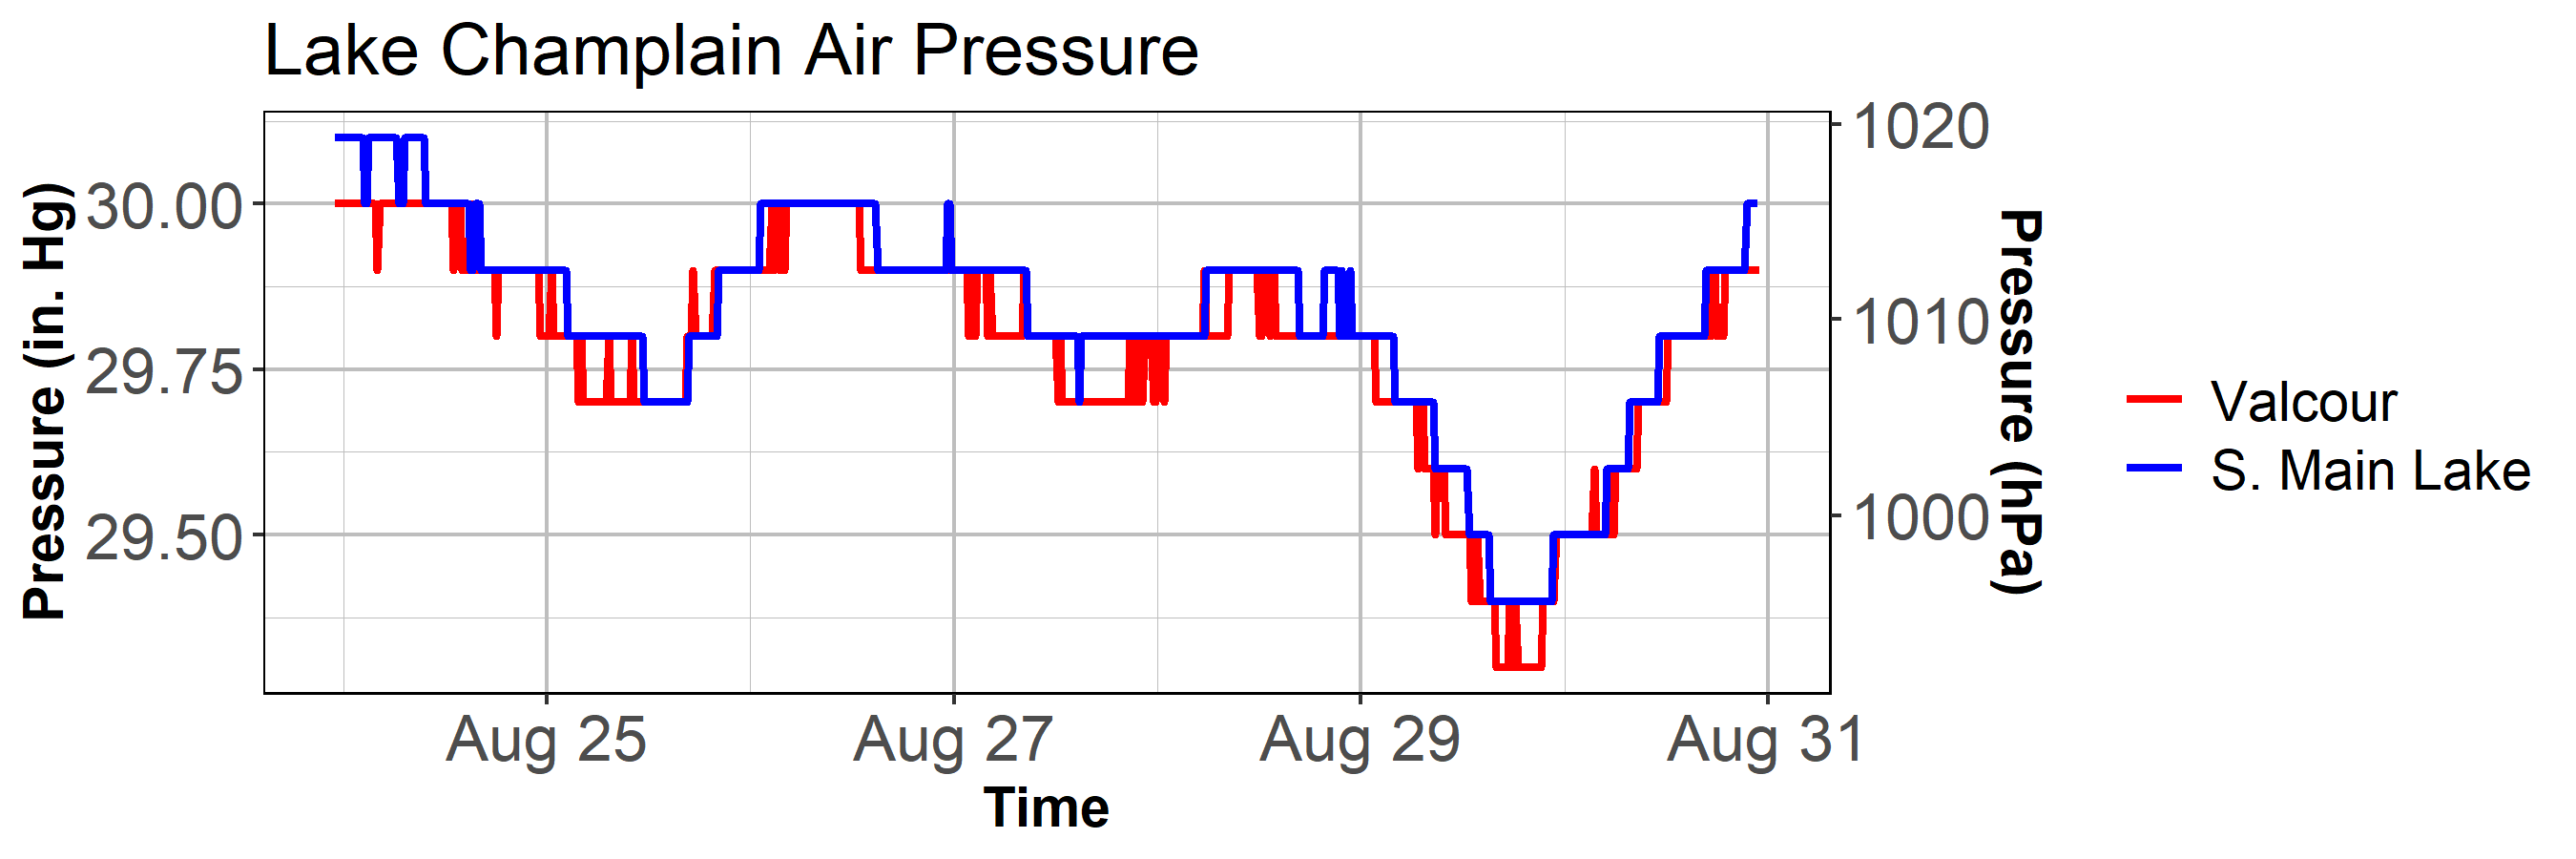 Lake Champlain Air Pressure
Pressure (in. Hg)
30.00
29.75
29.50
1020
1010
1000
Pressure (hPa)
Aug 25
Aug 27
Aug 29
Aug 31
Time
Valcour
S. Main Lake